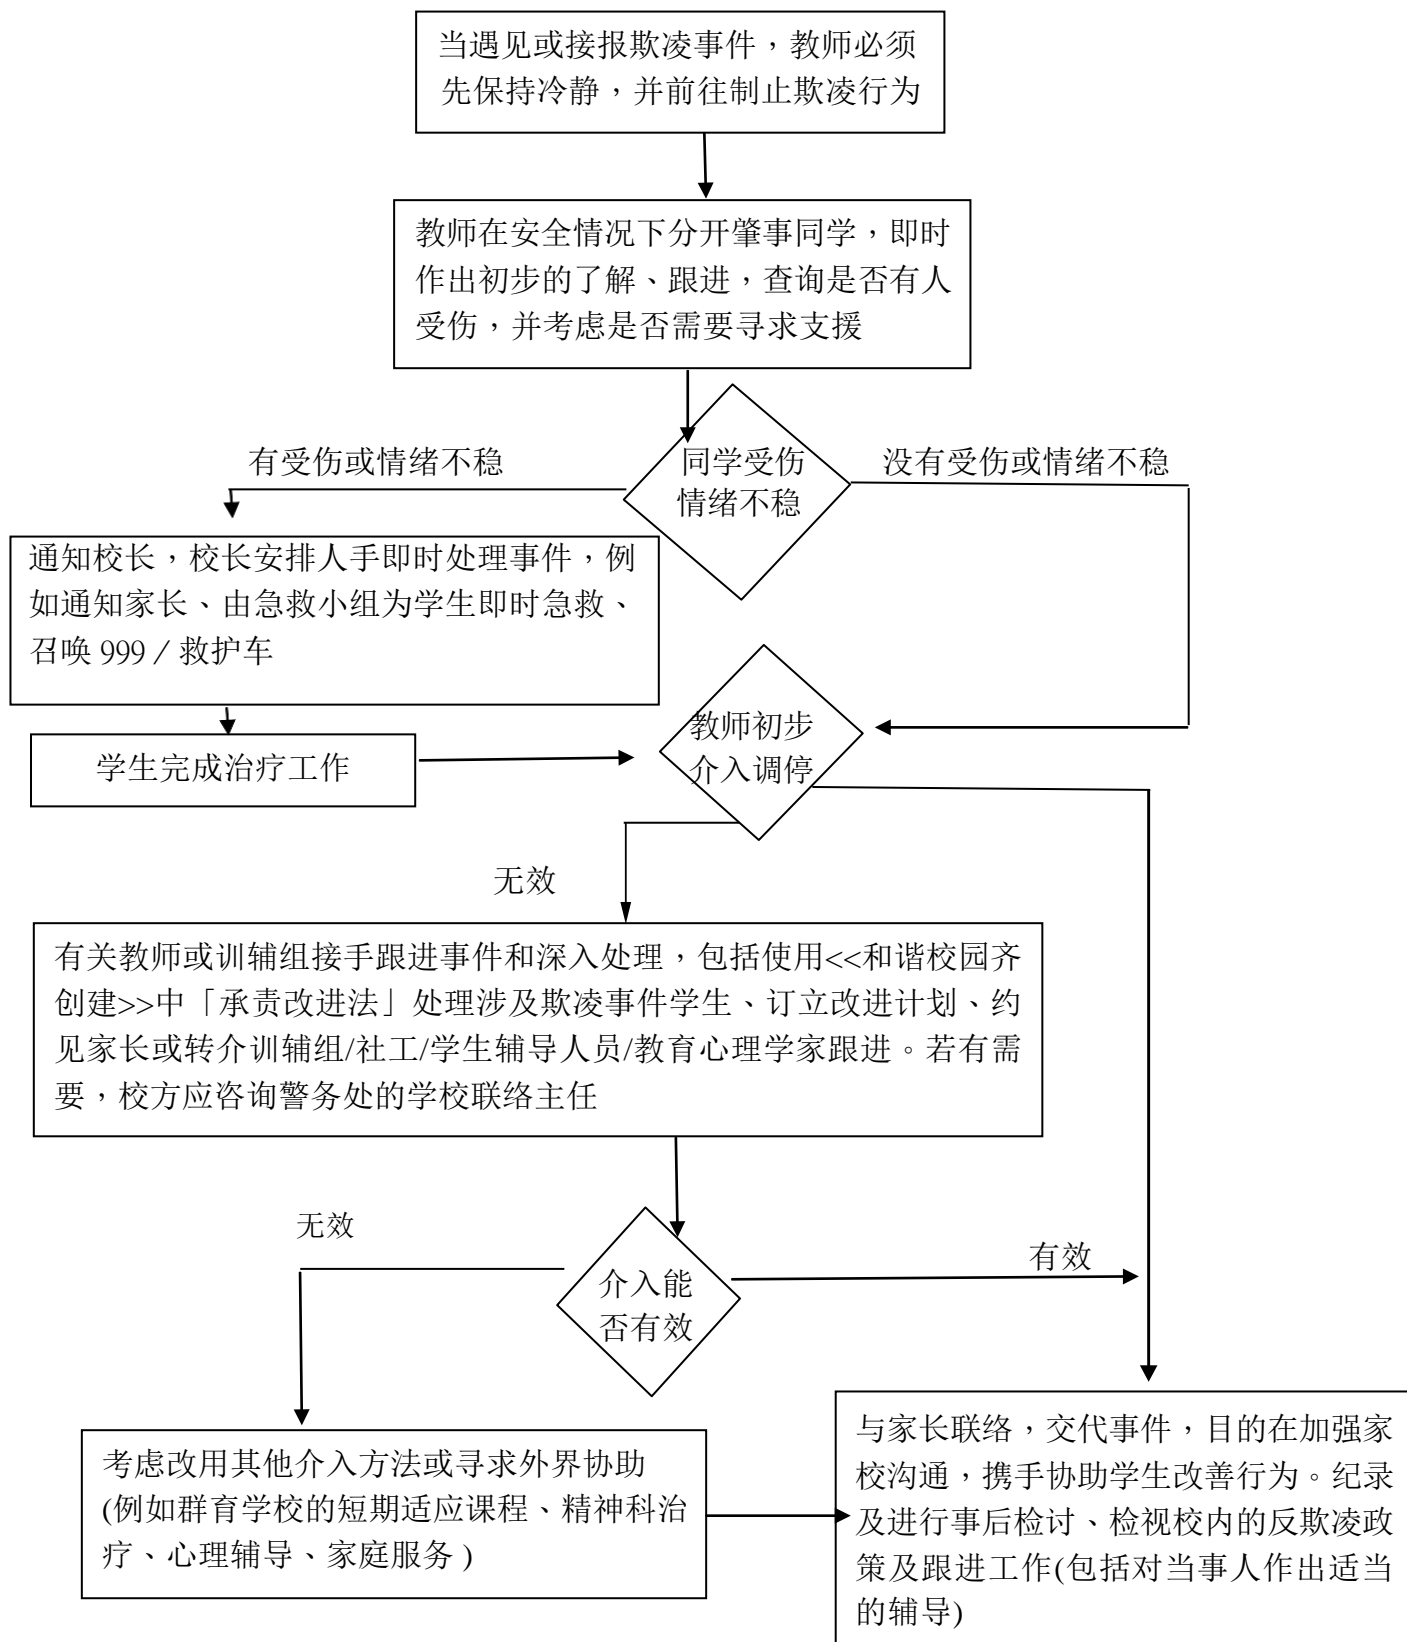 当遇见或接报欺凌事件，教师必须
先保持冷静，并前往制止欺凌行为
教师在安全情况下分开肇事同学，即时
作出初步的了解、跟进，查询是否有人
受伤，并考虑是否需要寻求支援
有受伤或情绪不稳
同学受伤
情绪不稳
没有受伤或情绪不稳
通知校长，校长安排人手即时处理事件，例
如通知家长、由急救小组为学生即时急救、
召唤 999／救护车
学生完成治疗工作
教师初步
介入调停
无效
有关教师或训辅组接手跟进事件和深入处理，包括使用<<和谐校园齐
创建>>中「承责改进法」处理涉及欺凌事件学生、订立改进计划、约
见家长或转介训辅组/社工/学生辅导人员/教育心理学家跟进。若有需
要，校方应咨询警务处的学校联络主任
无效
介入能
否有效
有效
考虑改用其他介入方法或寻求外界协助
(例如群育学校的短期适应课程、精神科治
疗、心理辅导、家庭服务 )
与家长联络，交代事件，目的在加强家
校沟通，携手协助学生改善行为。纪录
及进行事后检讨、检视校内的反欺凌政
策及跟进工作(包括对当事人作出适当
的辅导)